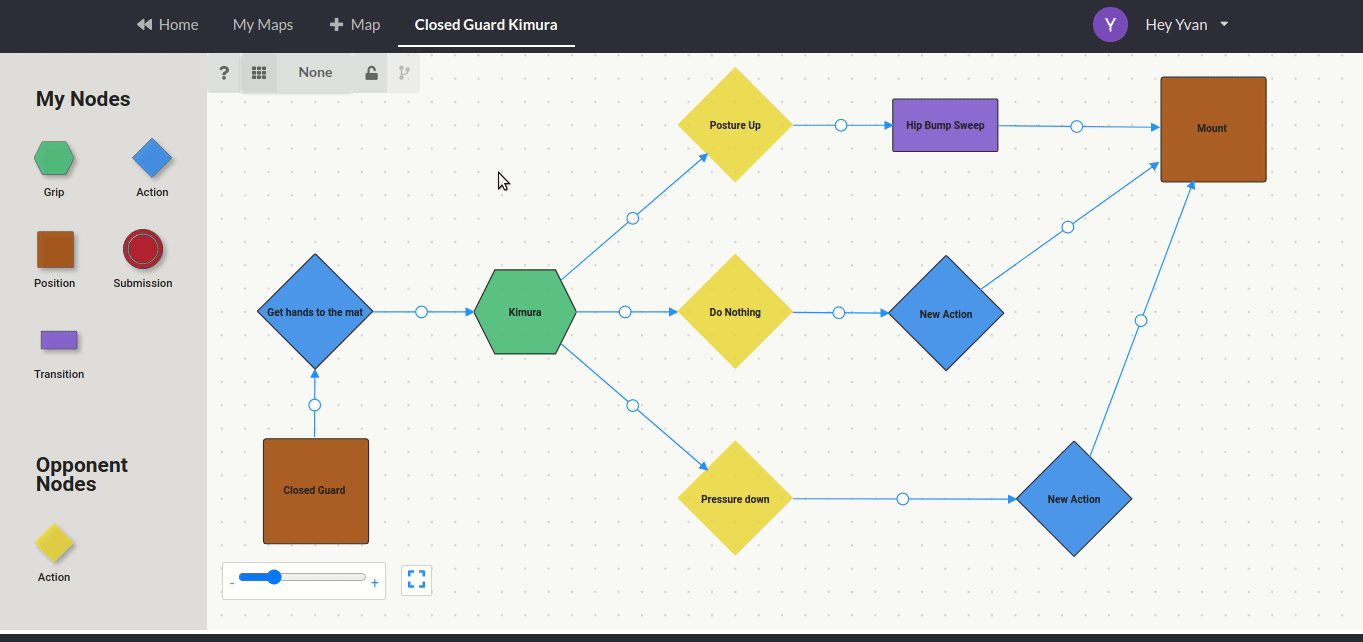 Home
My Maps
Map
Closed Guard Kimura
Y
Hey Yvan
My Nodes
Grip
Action
Position
Submission
Transition
Opponent
Nodes
Action
?
None
Posture Up
Hip Bump Sweep
Mount
Get hands to the mat
Kimura
Do Nothing
New Action
Closed Guard
Pressure down
New Action
- +